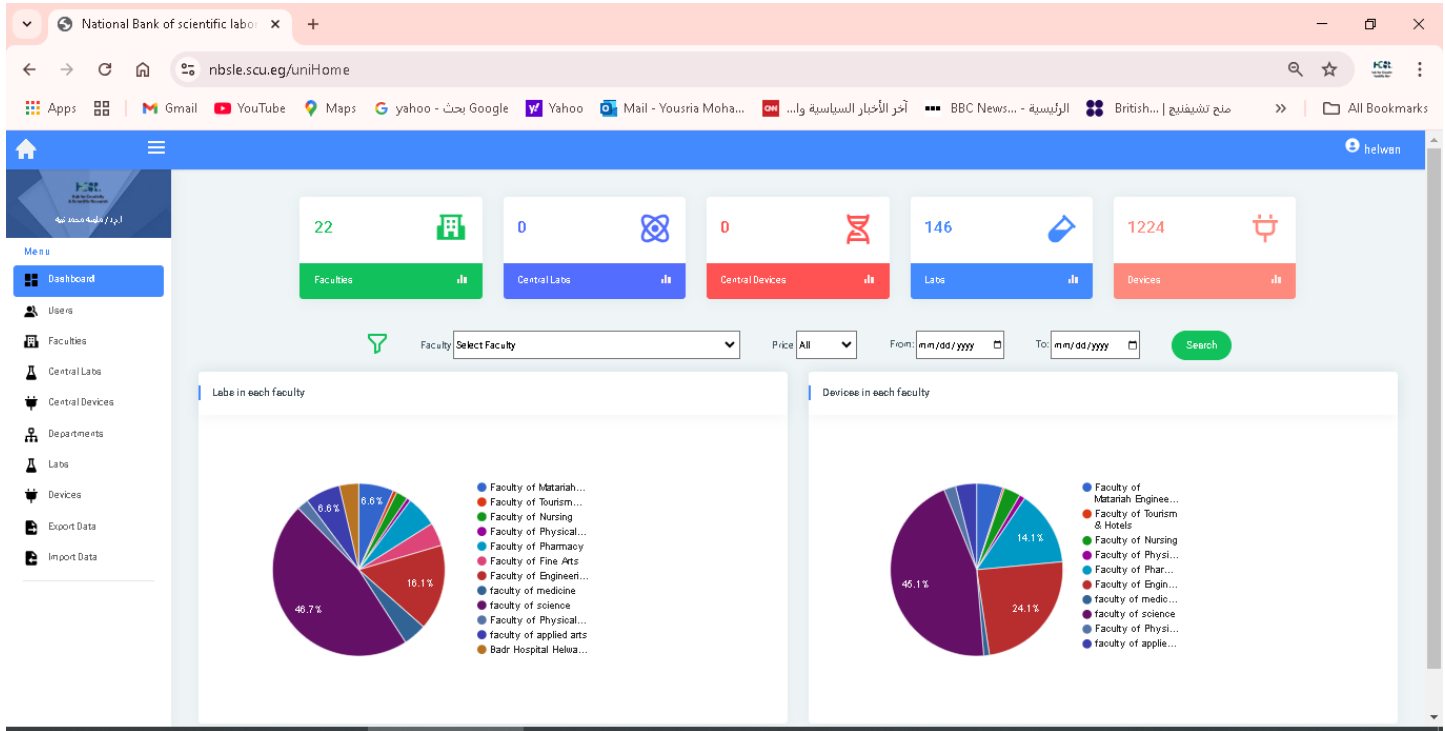 National Bank of scientific labor
nbsle.scu.eg/uniHome
Apps
Gmail
YouTube
Maps
yahoo - بحث Google
Yahoo
Mail - Yousria Moha...
آخر الأخبار السياسية وا...
BBC News - الرئيسية...
British... | منح تشيفنينج
All Bookmarks
helwan
Menu
Dashboard
Users
Faculties
Central Labs
Central Devices
Departments
Labs
Devices
Export Data
Import Data
22
Faculties
0
Central Labs
0
Central Devices
146
Labs
1224
Devices
Faculty Select Faculty
Price All
From: mm/dd/yyyy
To: mm/dd/yyyy
Search
Labs in each faculty
6.6%
6.6%
16.1%
46.7%
Faculty of Matariah...
Faculty of Tourism...
Faculty of Nursing
Faculty of Physical...
Faculty of Pharmacy
Faculty of Fine Arts
Faculty of Engineeri...
faculty of medicine
faculty of science
Faculty of Physical...
faculty of applied arts
Badr Hospital Helwa...
Devices in each faculty
14.1%
45.1%
24.1%
Faculty of
Matariah Enginee...
Faculty of Tourism
& Hotels
Faculty of Nursing
Faculty of Physi...
Faculty of Phar...
Faculty of Engin...
faculty of medic...
faculty of science
Faculty of Physi...
faculty of applie...